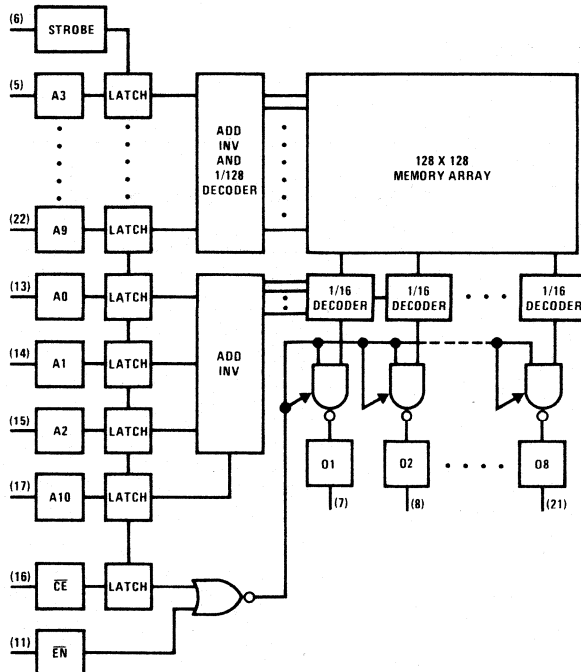 (6)
STROBE
(5)
A3
LATCH
ADD
INV
AND
1/128
DECODER
128 X 128
MEMORY ARRAY
(22)
A9
LATCH
(13)
A0
LATCH
ADD
INV
1/16
DECODER
1/16
DECODER
1/16
DECODER
(14)
A1
LATCH
(15)
A2
LATCH
O1
O2
O8
(17)
A10
LATCH
(7)
(8)
(21)
(16)
C̅E̅
LATCH
(11)
E̅N̅